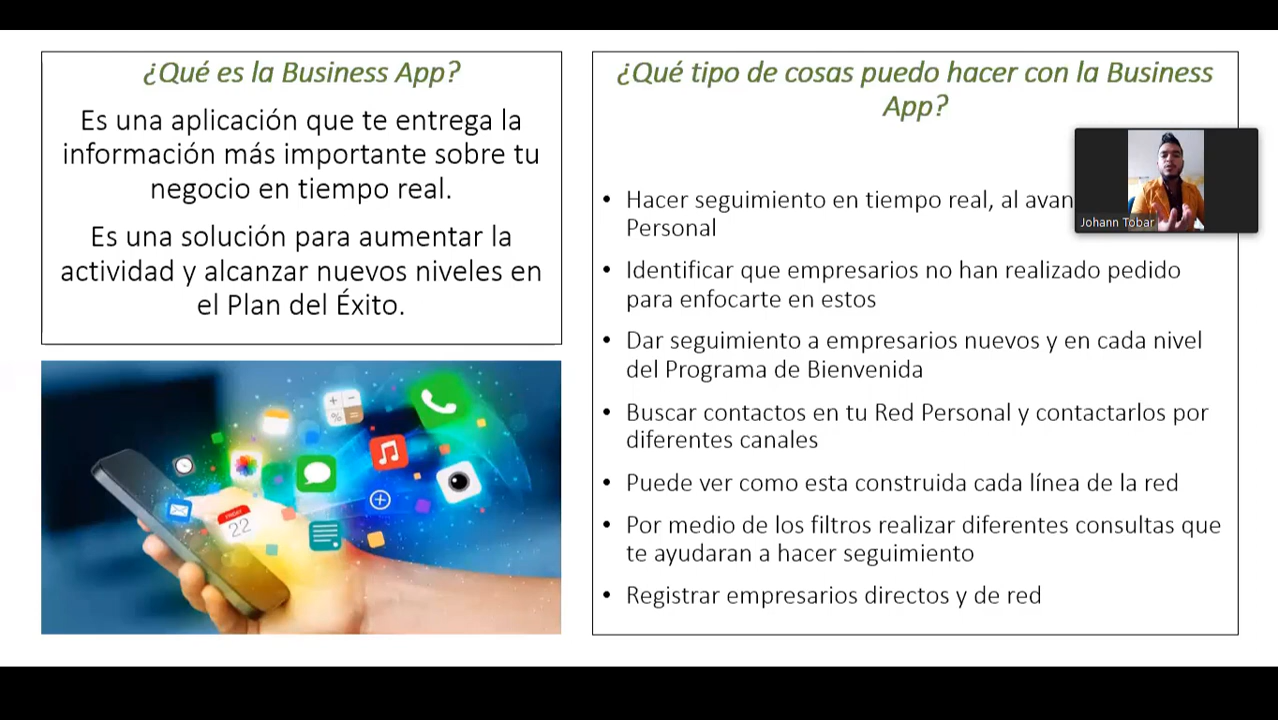 ¿Qué es la Business App?
Es una aplicación que te entrega la
información más importante sobre tu
negocio en tiempo real.
Es una solución para aumentar la
actividad y alcanzar nuevos niveles en
el Plan del Éxito.
¿Qué tipo de cosas puedo hacer con la Business
App?
• Hacer seguimiento en tiempo real, al
Personal
• Identificar que empresarios no han realizado pedido
para enfocarte en estos
• Dar seguimiento a empresarios nuevos y en cada nivel
del Programa de Bienvenida
• Buscar contactos en tu Red Personal y contactarlos por
diferentes canales
• Puede ver como esta construida cada línea de la red
• Por medio de los filtros realizar diferentes consultas que
te ayudaran a hacer seguimiento
• Registrar empresarios directos y de red
Johann Tobar
FRIDAY
22